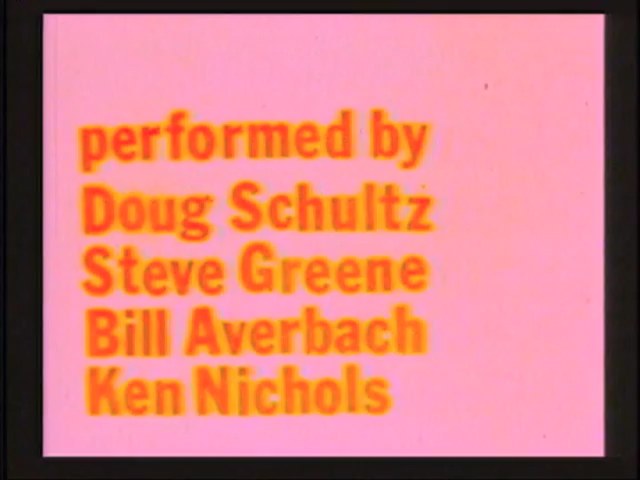 performed by
Doug Schultz
Steve Greene
Bill Averbach
Ken Nichols